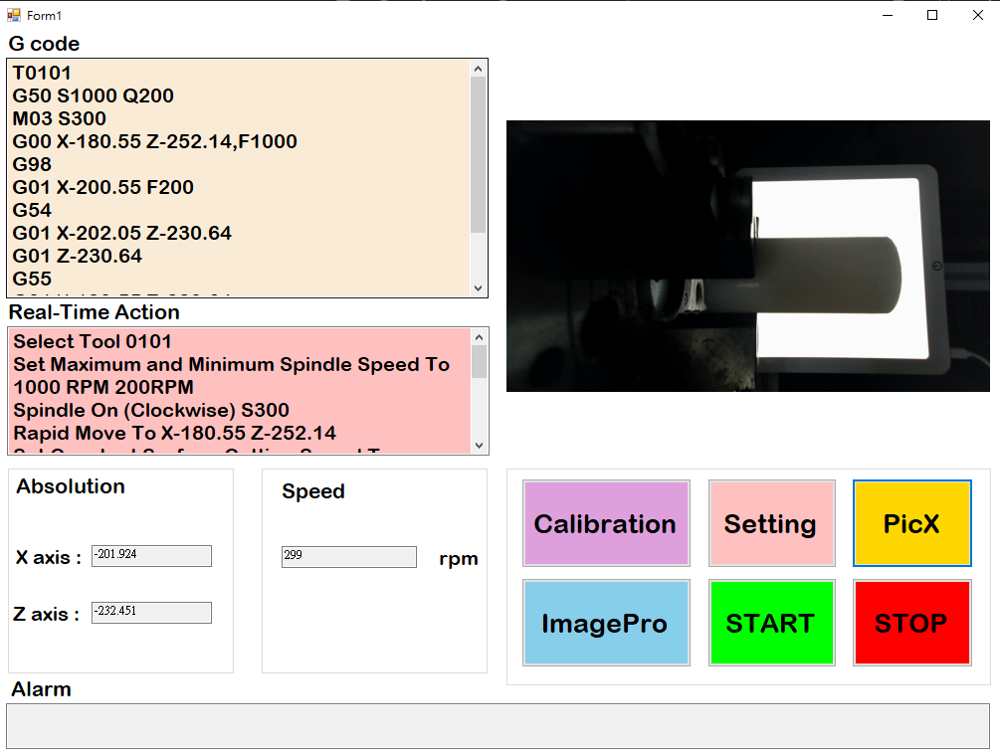 Form1
G code
T0101
G50 S1000 Q200
M03 S300
G00 X-180.55 Z-252.14,F1000
G98
G01 X-200.55 F200
G54
G01 X-202.05 Z-230.64
G01 Z-230.64
G55
Real-Time Action
Select Tool 0101
Set Maximum and Minimum Spindle Speed To
1000 RPM 200RPM
Spindle On (Clockwise) S300
Rapid Move To X-180.55 Z-252.14
Absolution
X axis : -201.924
Z axis : -232.451
Speed
299 rpm
Calibration Setting PicX
ImagePro START STOP
Alarm